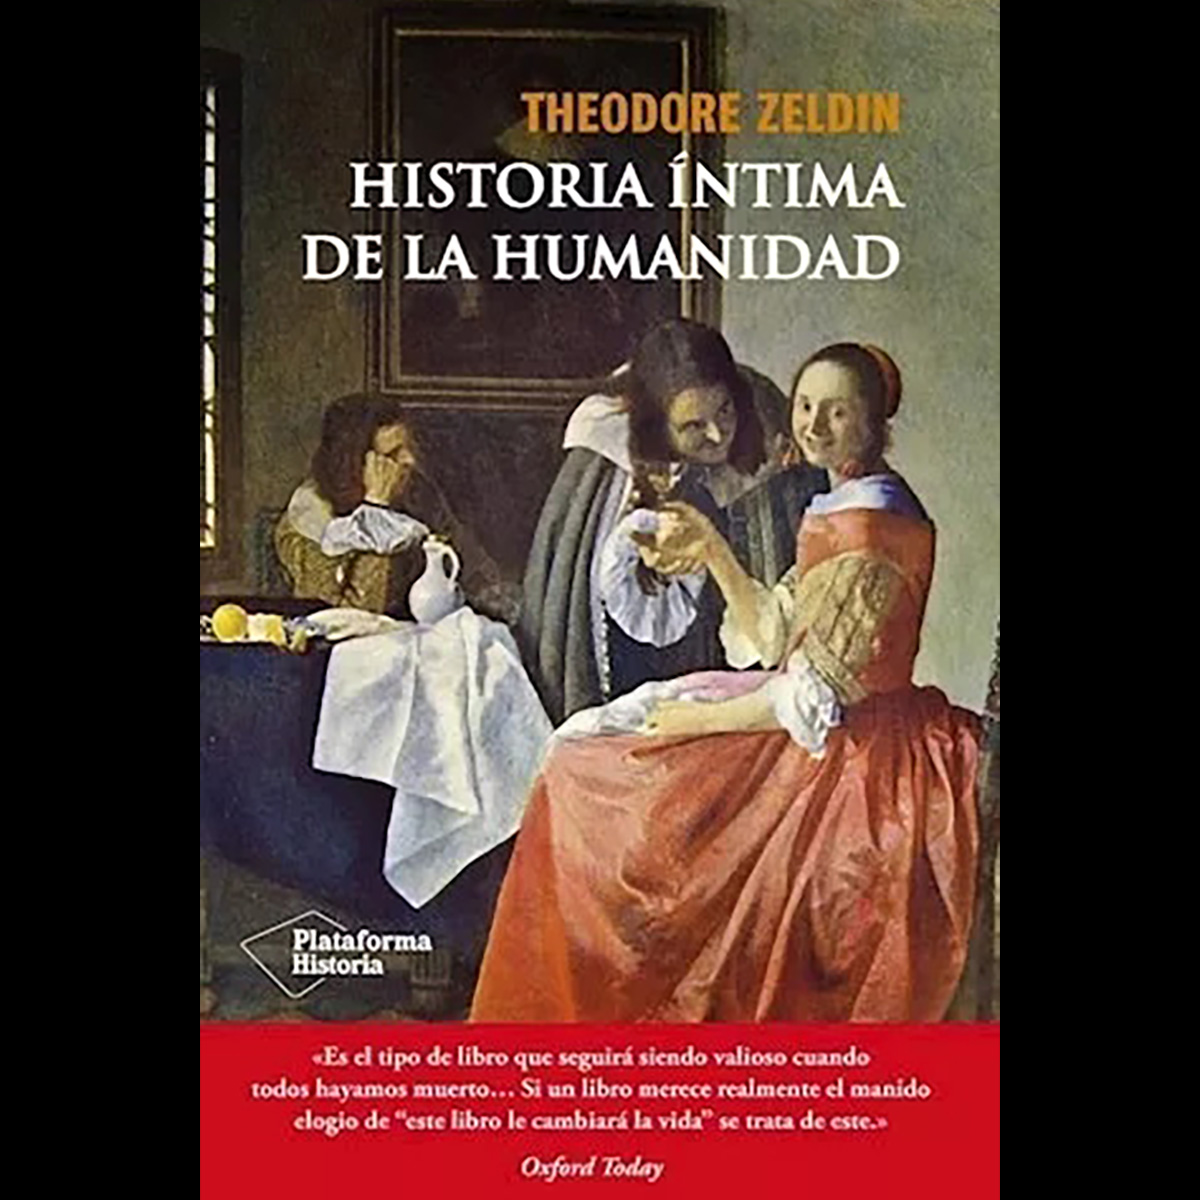 THEODORE ZELDIN
HISTORIA ÍNTIMA
DE LA HUMANIDAD
Plataforma
Historia
«Es el tipo de libro que seguirá siendo valioso cuando
todos hayamos muerto... Si un libro merece realmente el manido
elogio de “este libro le cambiará la vida” se trata de este.»
Oxford Today